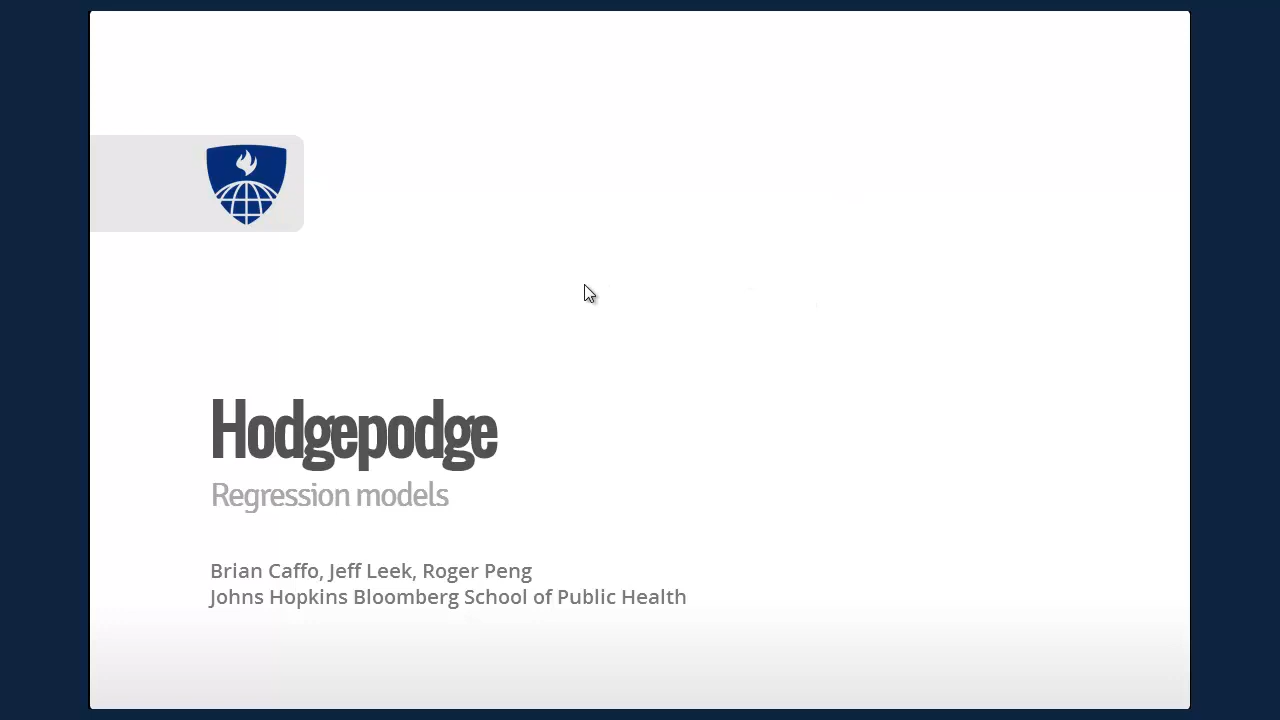 Hodgepodge
Regression models
Brian Caffo, Jeff Leek, Roger Peng
Johns Hopkins Bloomberg School of Public Health